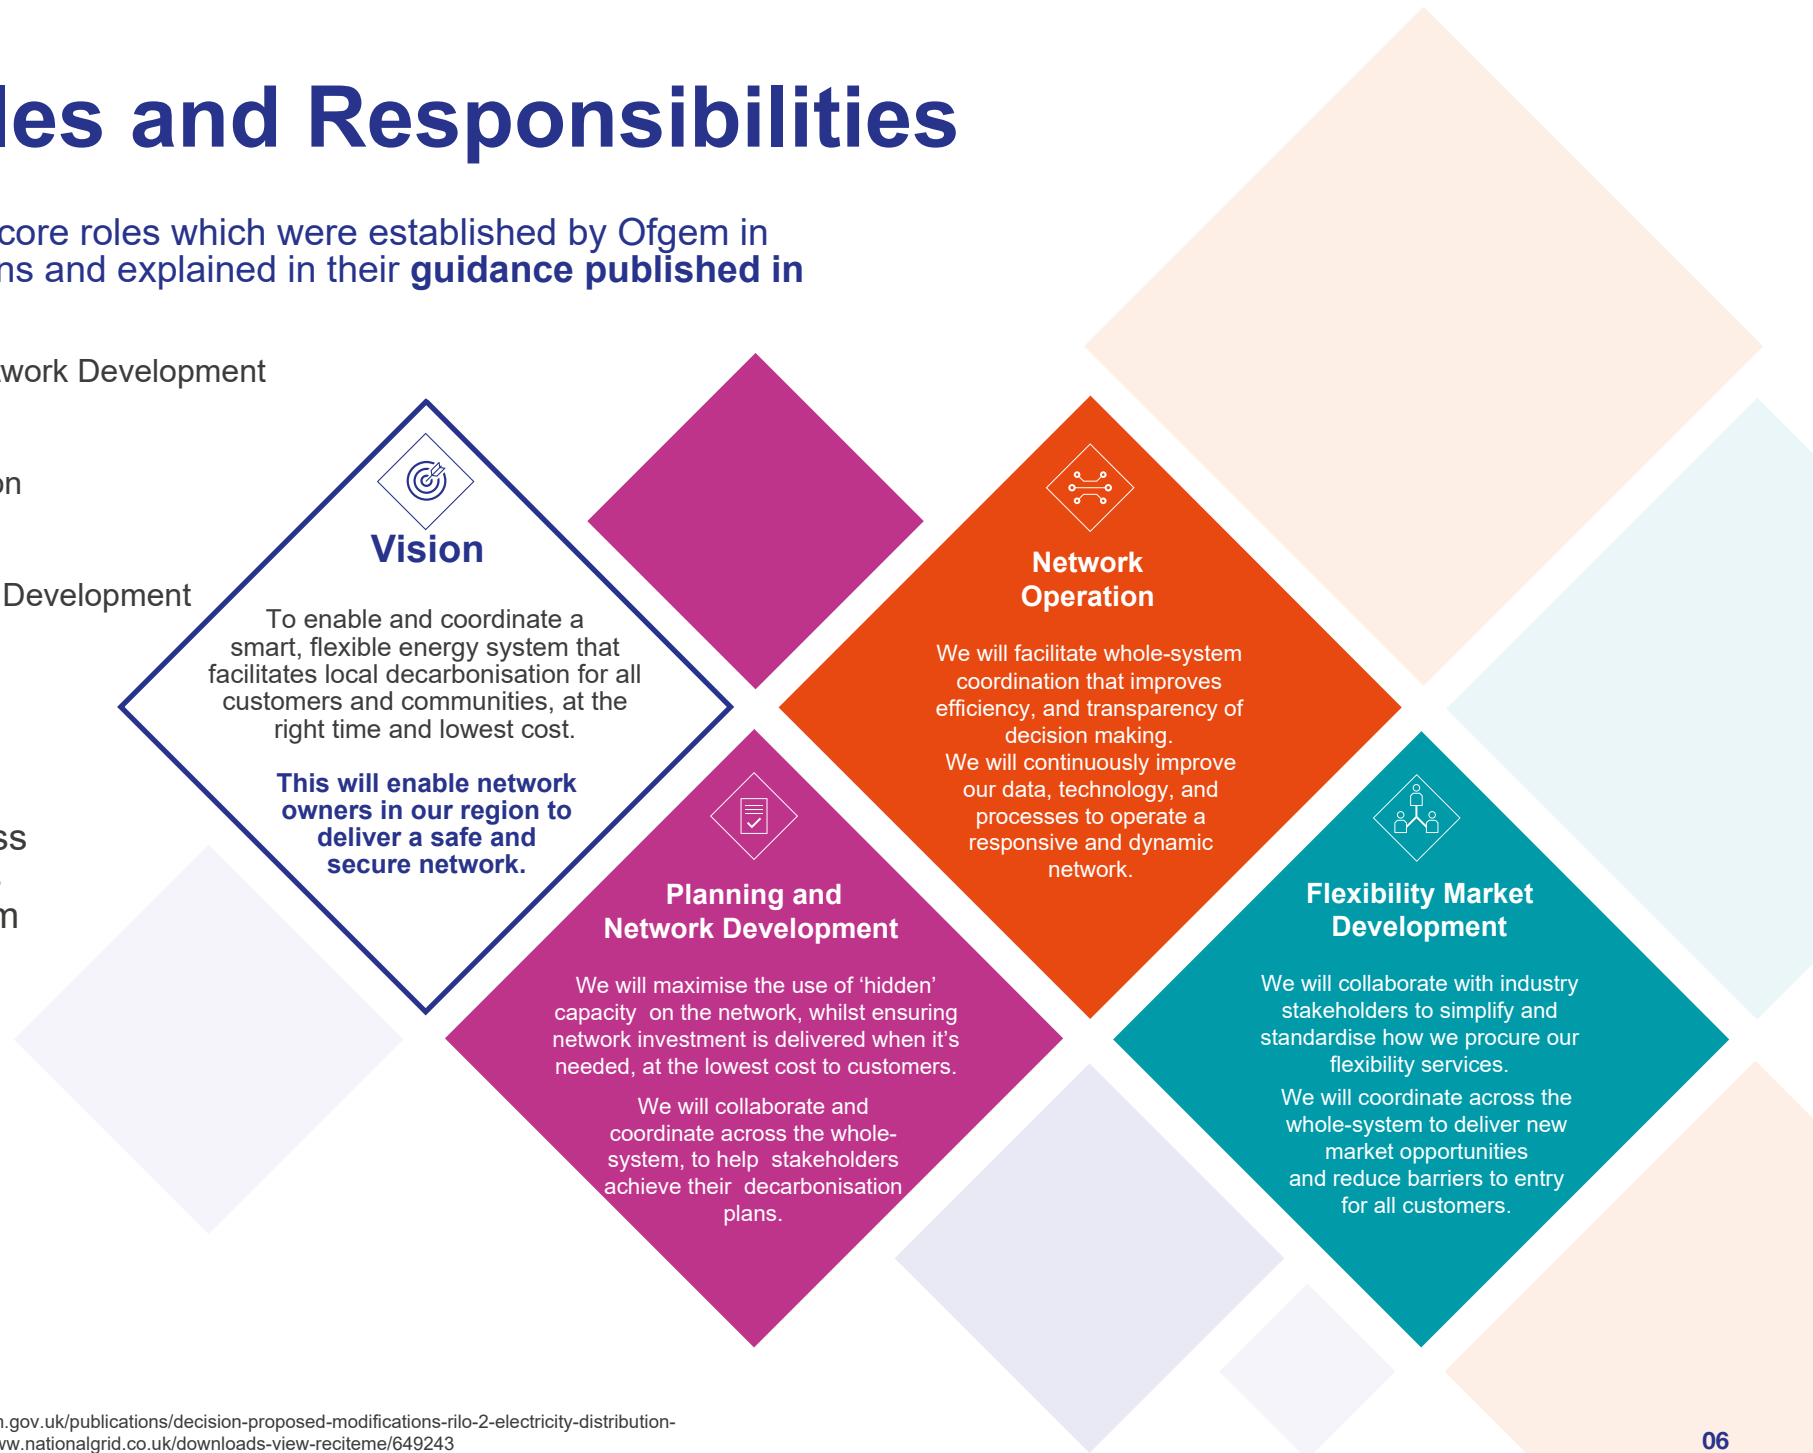 les and Responsibilities
core roles which were established by Ofgem in
ns and explained in their guidance published in
work Development
on
Development
ss
m
Vision
To enable and coordinate a
smart, flexible energy system that
facilitates local decarbonisation for all
customers and communities, at the
right time and lowest cost.
This will enable network
owners in our region to
deliver a safe and
secure network.
Network
Operation
We will facilitate whole-system
coordination that improves
efficiency, and transparency of
decision making.
We will continuously improve
our data, technology, and
processes to operate a
responsive and dynamic
network.
Planning and
Network Development
We will maximise the use of ‘hidden’
capacity on the network, whilst ensuring
network investment is delivered when it's
needed, at the lowest cost to customers.
We will collaborate and
coordinate across the whole-
system, to help stakeholders
achieve their decarbonisation
plans.
Flexibility Market
Development
We will collaborate with industry
stakeholders to simplify and
standardise how we procure our
flexibility services.
We will coordinate across the
whole-system to deliver new
market opportunities
and reduce barriers to entry
for all customers.
n.gov.uk/publications/decision-proposed-modifications-rilo-2-electricity-distribution-
ww.nationalgrid.co.uk/downloads-view-reciteme/649243
06